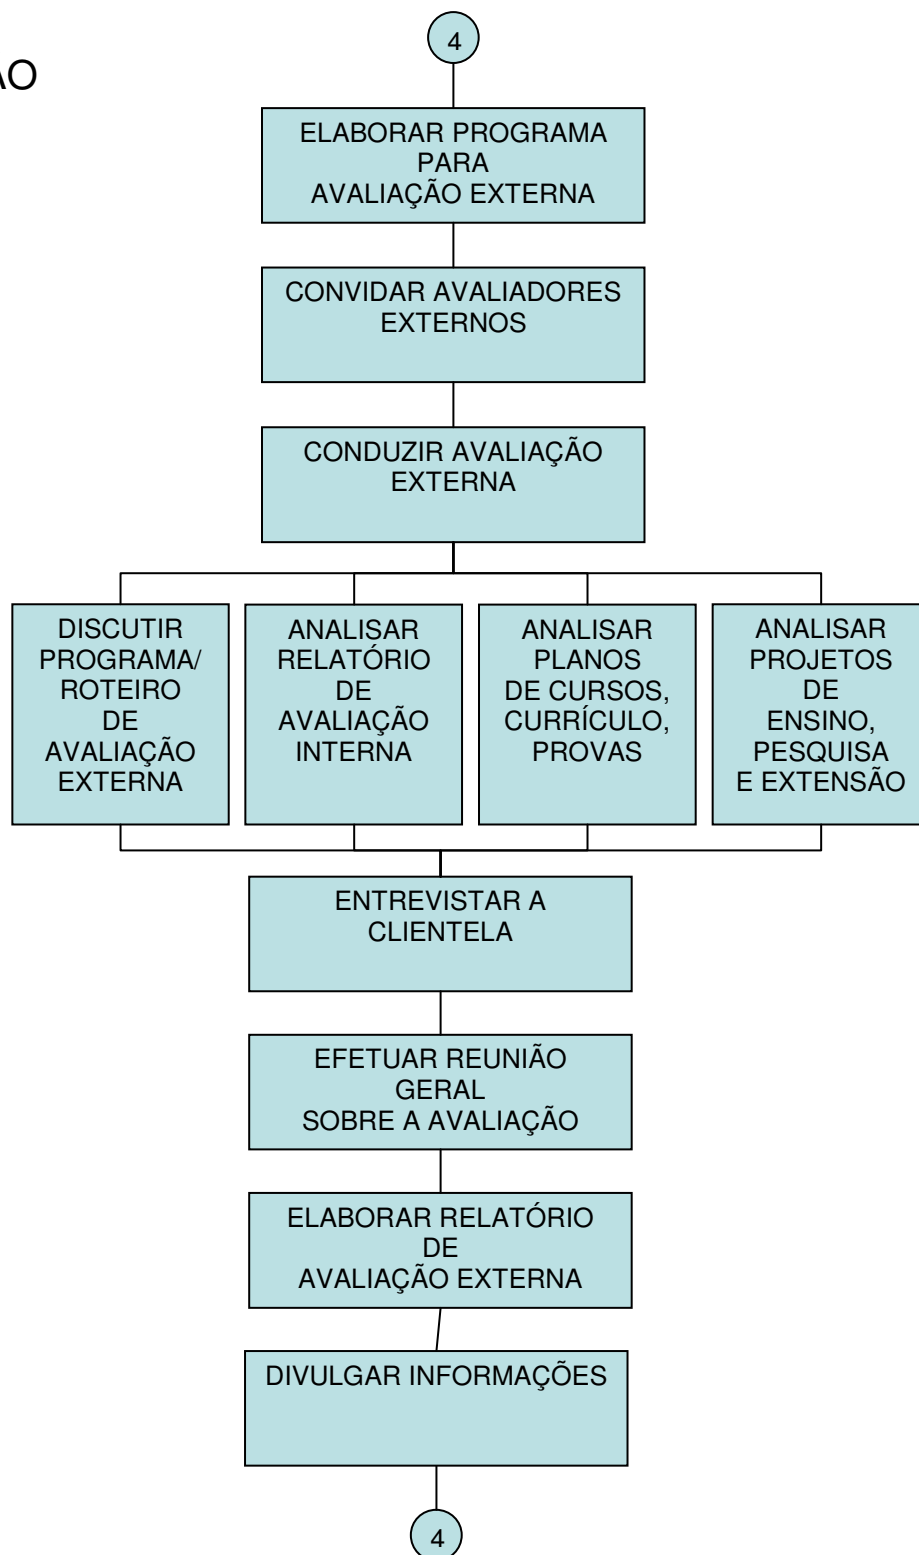 4
ÃO
ELABORAR PROGRAMA
PARA
AVALIAÇÃO EXTERNA
CONVIDAR AVALIADORES
EXTERNOS
CONDUZIR AVALIAÇÃO
EXTERNA
DISCUTIR
PROGRAMA/
ROTEIRO
DE
AVALIAÇÃO
EXTERNA
ANALISAR
RELATÓRIO
DE
AVALIAÇÃO
INTERNA
ANALISAR
PLANOS
DE CURSOS,
CURRÍCULO,
PROVAS
ANALISAR
PROJETOS
DE
ENSINO,
PESQUISA
E EXTENSÃO
ENTREVISTAR A
CLIENTELA
EFETUAR REUNIÃO
GERAL
SOBRE A AVALIAÇÃO
ELABORAR RELATÓRIO
DE
AVALIAÇÃO EXTERNA
DIVULGAR INFORMAÇÕES
4